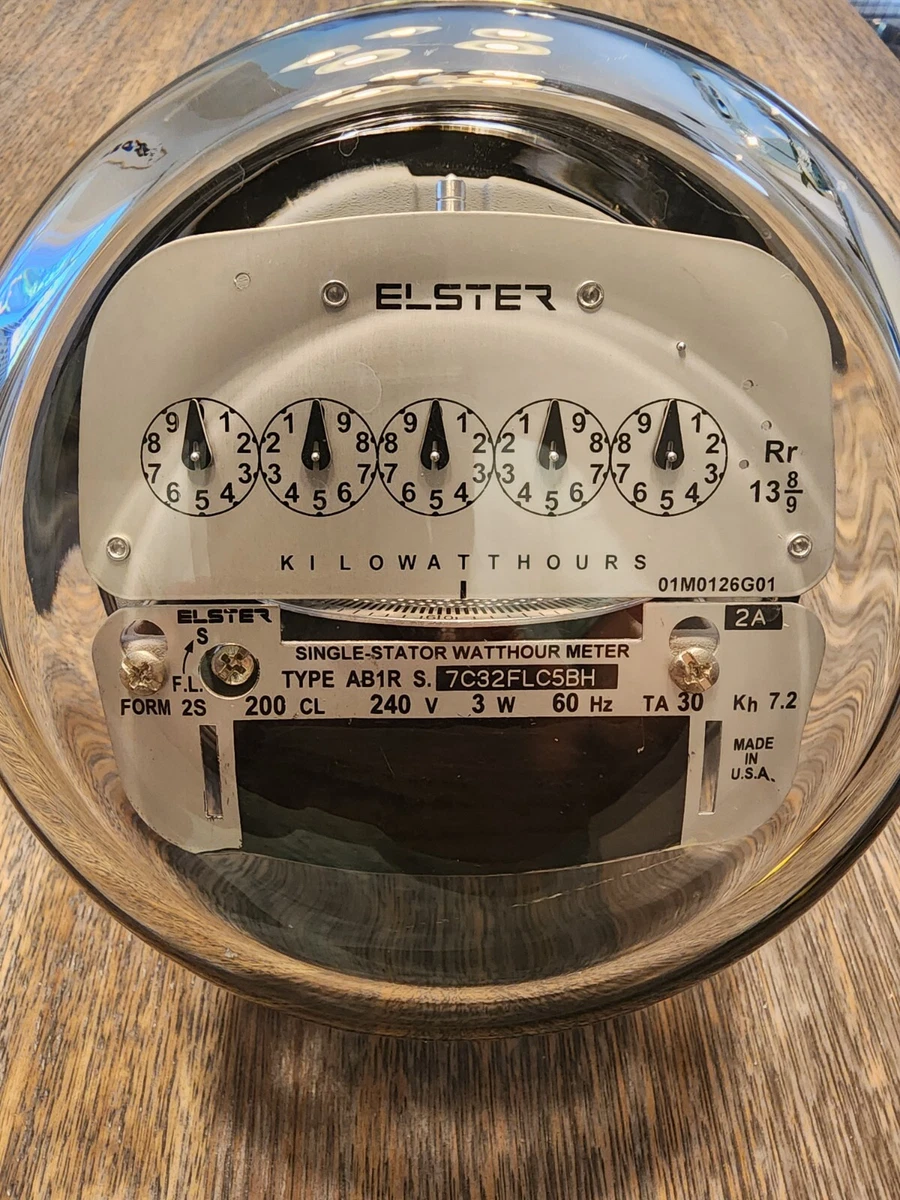 ELSTER
9 1 1 9 9 1 1 9 9 1
8 2 2 8 8 2 2 8 8 2
7 3 3 7 7 3 3 7 7 3
6 5 4 4 5 6 6 5 4 4 5 6 6 5 4
Rr
13 8/9
KILOWATTHOURS
01M0126G01
ELSTER
2A
S
SINGLE-STATOR WATTHOUR METER
F.L. TYPE AB1R S. 7C32FLC5BH
FORM 2S 200 CL 240 V 3 W 60 Hz TA 30 Kh 7.2
MADE
IN
U.S.A.